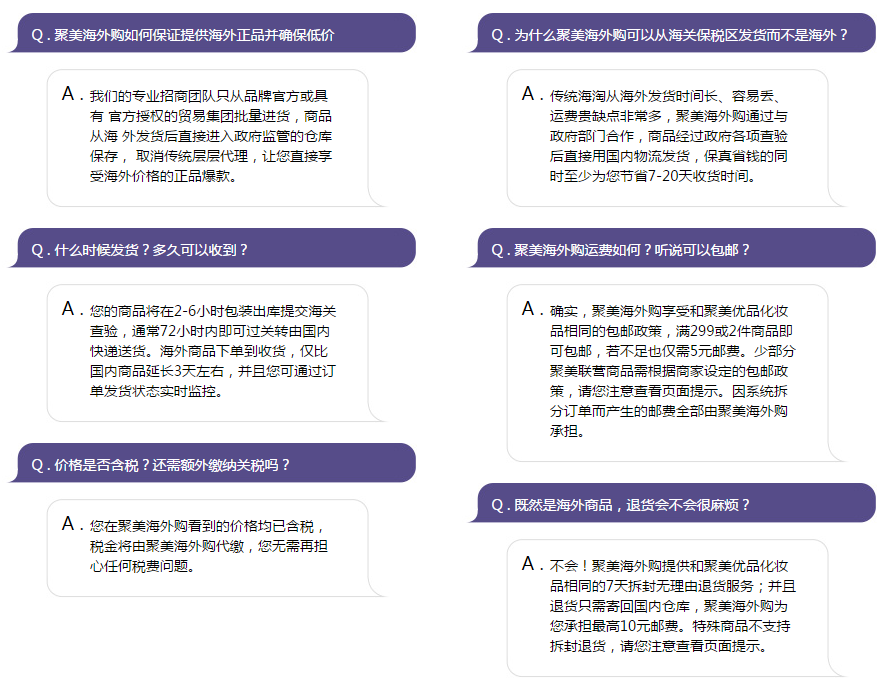 Q . 聚美海外购如何保证提供海外正品并确保低价
A . 我们的专业招商团队只从品牌官方或具
有 官方授权的贸易集团批量进货，商品
从海 外发货后直接进入政府监管的仓库
保存， 取消传统层层代理，让您直接享
受海外价格的正品爆款。
Q . 什么时候发货？多久可以收到？
A . 您的商品将在2-6小时包装出库提交海关
查验，通常72小时内即可过关转由国内
快递送货。海外商品下单到收货，仅比
国内商品延长3天左右，并且您可通过订
单发货状态实时监控。
Q . 价格是否含税？还需额外缴纳关税吗？
A . 您在聚美海外购看到的价格均已含税，
税金将由聚美海外购代缴，您无需再担
心任何税费问题。
Q . 为什么聚美海外购可以从海关保税区发货而不是海外？
A . 传统海淘从海外发货时间长、容易丢、
运费贵缺点非常多，聚美海外购通过与
政府部门合作，商品经过政府各项查验
后直接用国内物流发货，保真省钱的同
时至少为您节省7-20天收货时间。
Q . 聚美海外购运费如何？听说可以包邮？
A . 确实，聚美海外购享受和聚美优品化妆
品相同的包邮政策，满299或2件商品即
可包邮，若不足也仅需5元邮费。少部分
聚美联营商品需根据商家设定的包邮政
策，请您注意查看页面提示。因系统拆
分订单而产生的邮费全部由聚美海外购
承担。
Q . 既然是海外商品，退货会不会很麻烦？
A . 不会！聚美海外购提供和聚美优品化妆
品相同的7天拆封无理由退货服务；并且
退货只需寄回国内仓库，聚美海外购为
您承担最高10元邮费。特殊商品不支持
拆封退货，请您注意查看页面提示。